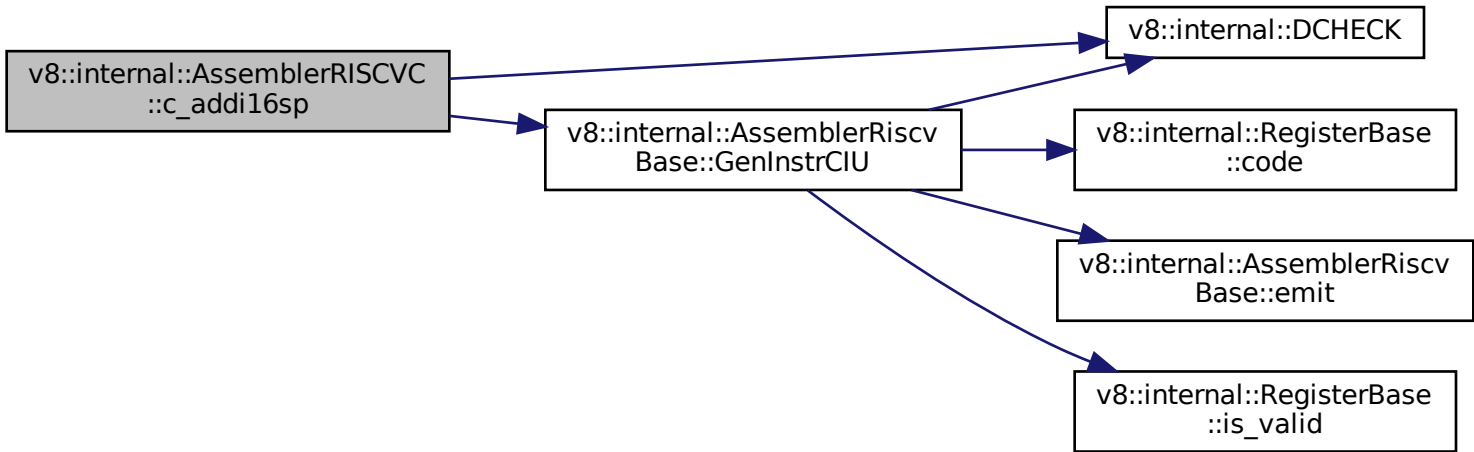 v8::internal::AssemblerRISCVC
::c_addi16sp
v8::internal::DCHECK
v8::internal::AssemblerRiscv
Base::GenInstrCIU
v8::internal::RegisterBase
::code
v8::internal::AssemblerRiscv
Base::emit
v8::internal::RegisterBase
::is_valid